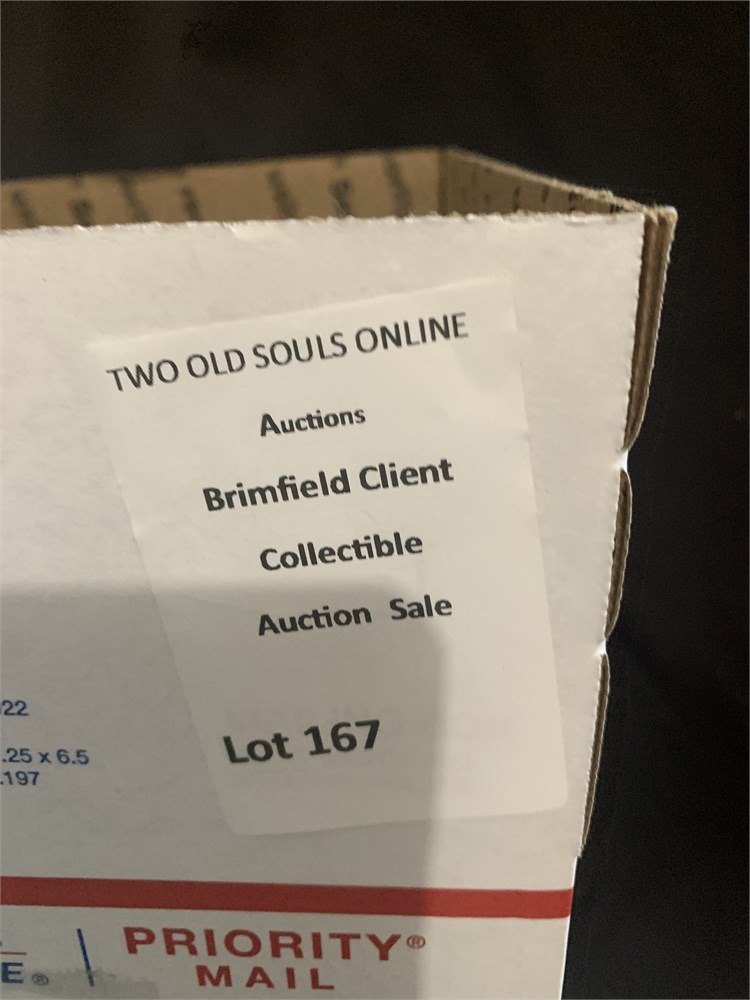 TWO OLD SOULS ONLINE
Auctions
Brimfield Client
Collectible
Auction Sale
Lot 167
22
.25 x 6.5
.197
E®
PRIORITY®
MAIL